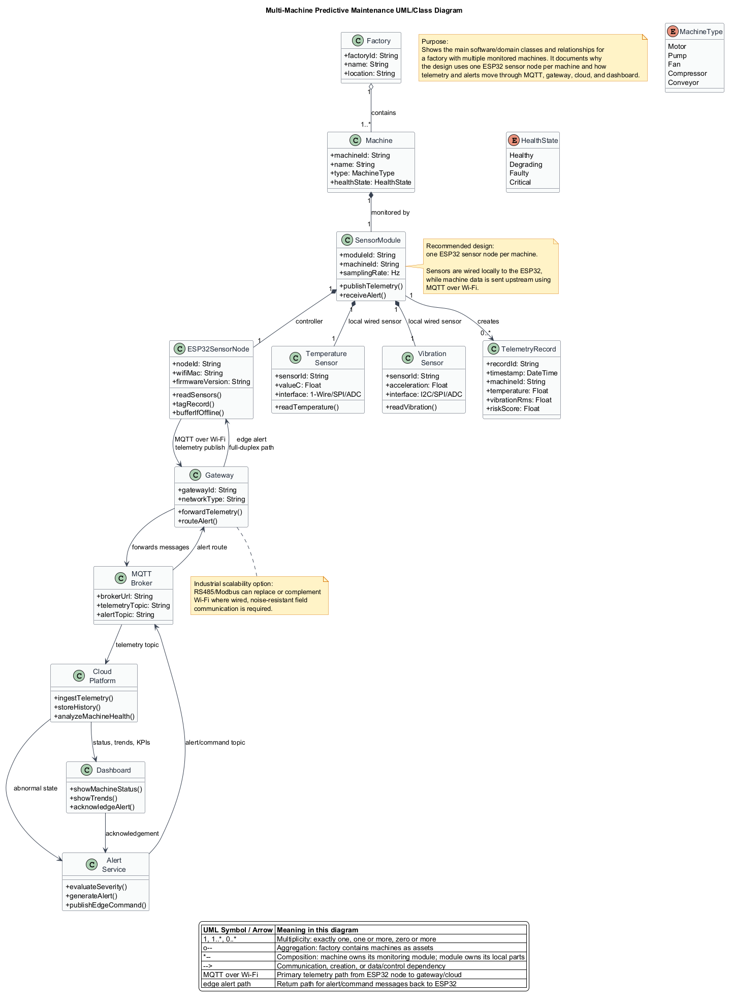 Multi-Machine Predictive Maintenance UML/Class Diagram
C Factory
+factoryId: String
+name: String
+location: String
Purpose:
Shows the main software/domain classes and relationships for
a factory with multiple monitored machines. It documents why
the design uses one ESP32 sensor node per machine and how
telemetry and alerts move through MQTT, gateway, cloud, and dashboard.
E MachineType
Motor
Pump
Fan
Compressor
Conveyor
1
contains
1..*
C Machine
+machineId: String
+name: String
+type: MachineType
+healthState: HealthState
E HealthState
Healthy
Degrading
Faulty
Critical
1
monitored by
1
C SensorModule
+moduleId: String
+machineId: String
+samplingRate: Hz
+publishTelemetry()
+receiveAlert()
Recommended design:
one ESP32 sensor node per machine.
Sensors are wired locally to the ESP32,
while machine data is sent upstream using
MQTT over Wi-Fi.
1
controller
1
1
local wired sensor
1
1
local wired sensor
1
1
creates
0..*
C ESP32SensorNode
+nodeId: String
+wifiMac: String
+firmwareVersion: String
+readSensors()
+tagRecord()
+bufferIfOffline()
C Temperature
Sensor
+sensorId: String
+valueC: Float
+interface: 1-Wire/SPI/ADC
+readTemperature()
C Vibration
Sensor
+sensorId: String
+acceleration: Float
+interface: I2C/SPI/ADC
+readVibration()
C TelemetryRecord
+recordId: String
+timestamp: DateTime
+machineId: String
+temperature: Float
+vibrationRms: Float
+riskScore: Float
MQTT over Wi-Fi
telemetry publish
edge alert
full-duplex path
C Gateway
+gatewayId: String
+networkType: String
+forwardTelemetry()
+routeAlert()
forwards messages
alert route
C MQTT
Broker
+brokerUrl: String
+telemetryTopic: String
+alertTopic: String
Industrial scalability option:
RS485/Modbus can replace or complement
Wi-Fi where wired, noise-resistant field
communication is required.
telemetry topic
C Cloud
Platform
+ingestTelemetry()
+storeHistory()
+analyzeMachineHealth()
status, trends, KPIs
alert/command topic
C Dashboard
+showMachineStatus()
+showTrends()
+acknowledgeAlert()
abnormal state
acknowledgement
C Alert
Service
+evaluateSeverity()
+generateAlert()
+publishEdgeCommand()
UML Symbol / Arrow Meaning in this diagram
1, 1..*, 0..* Multiplicity: exactly one, one or more, zero or more
o-- Aggregation: factory contains machines as assets
*-- Composition: machine owns its monitoring module; module owns its local parts
--> Communication, creation, or data/control dependency
MQTT over Wi-Fi Primary telemetry path from ESP32 node to gateway/cloud
edge alert path Return path for alert/command messages back to ESP32